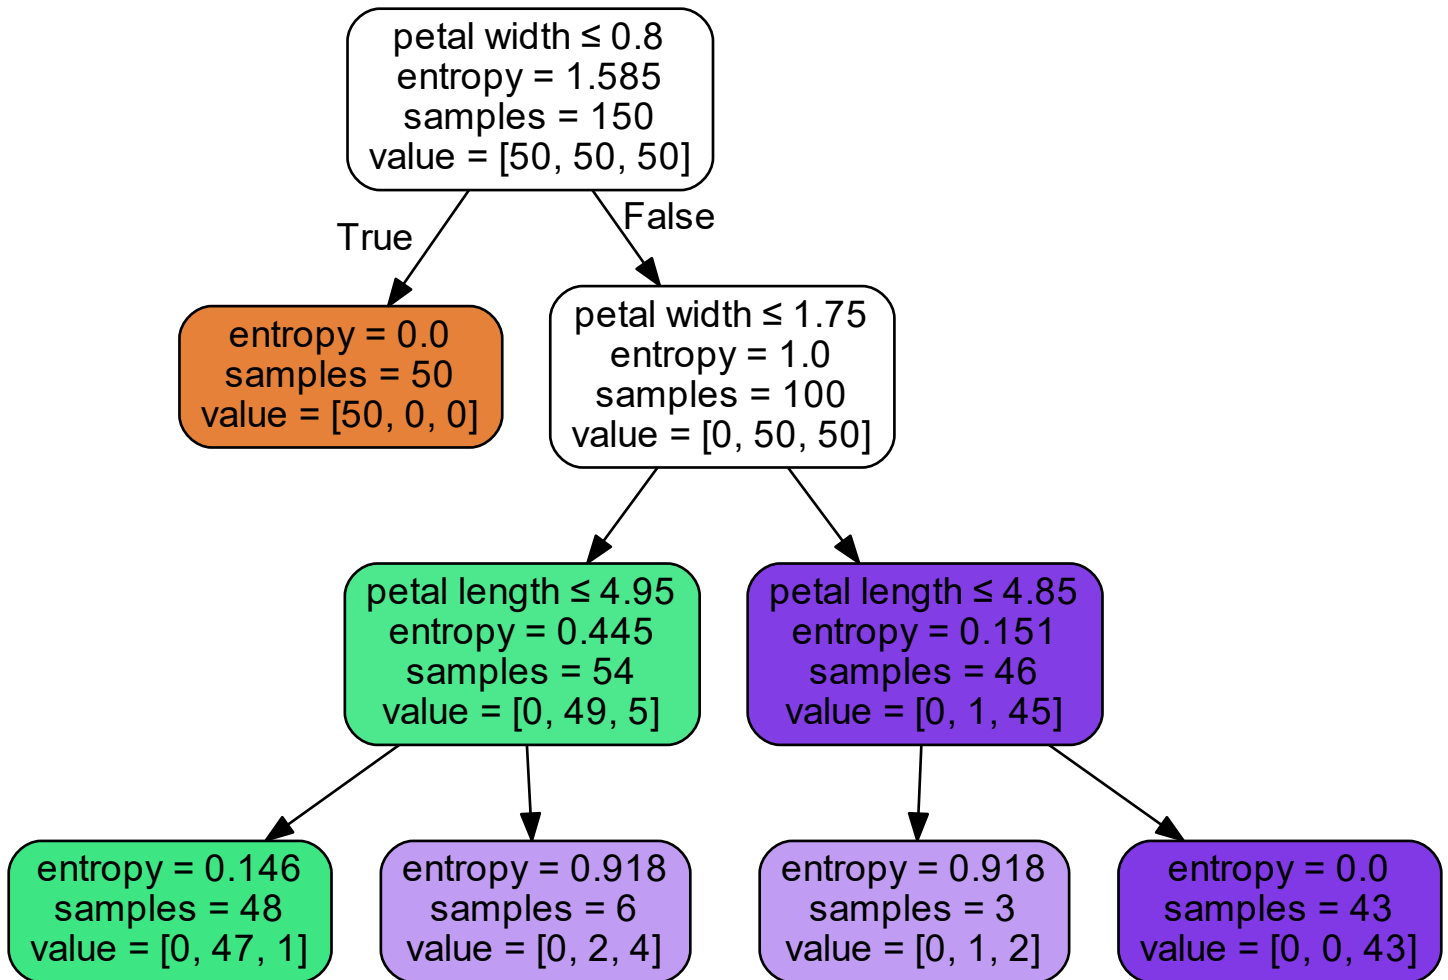 petal width ≤ 0.8
entropy = 1.585
samples = 150
value = [50, 50, 50]
True
False
entropy = 0.0
samples = 50
value = [50, 0, 0]
petal width ≤ 1.75
entropy = 1.0
samples = 100
value = [0, 50, 50]
petal length ≤ 4.95
entropy = 0.445
samples = 54
value = [0, 49, 5]
petal length ≤ 4.85
entropy = 0.151
samples = 46
value = [0, 1, 45]
entropy = 0.146
samples = 48
value = [0, 47, 1]
entropy = 0.918
samples = 6
value = [0, 2, 4]
entropy = 0.918
samples = 3
value = [0, 1, 2]
entropy = 0.0
samples = 43
value = [0, 0, 43]